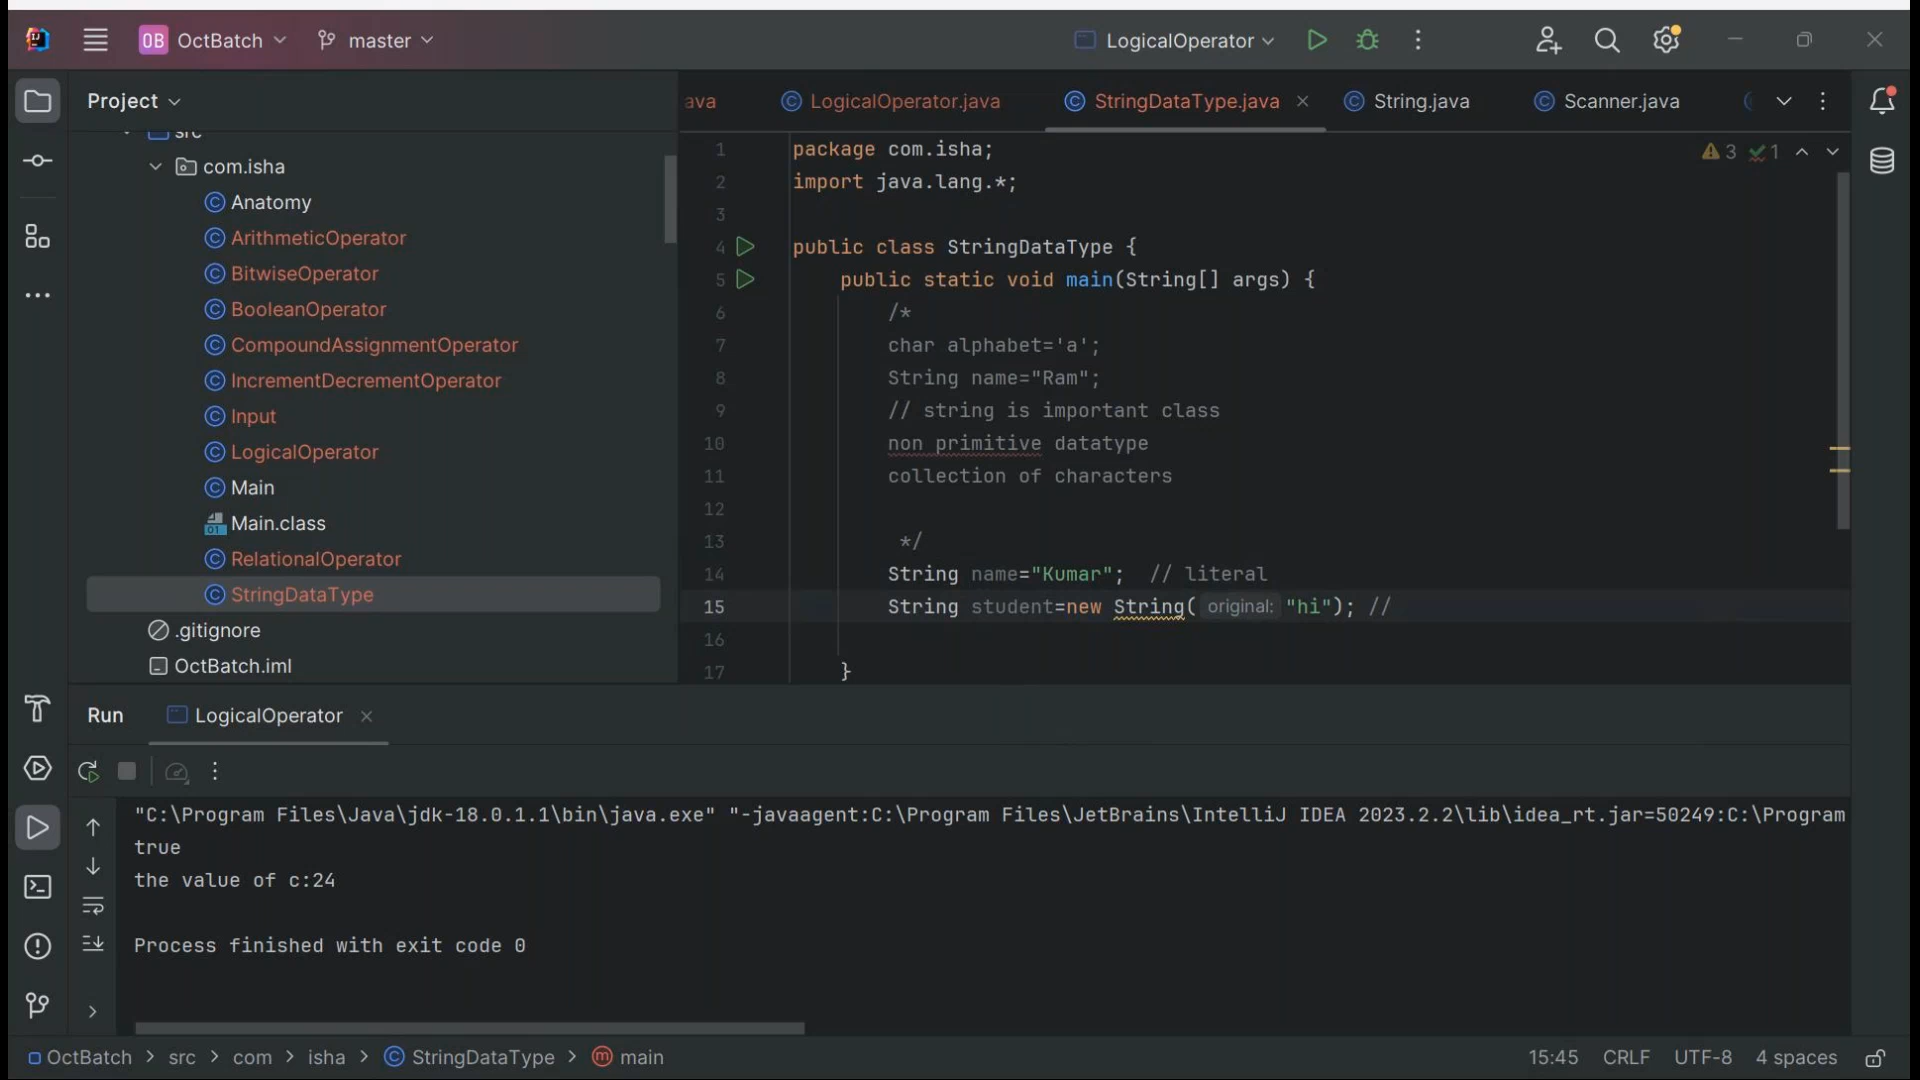 OB OctBatch master LogicalOperator
Project
src
com.isha
Anatomy
ArithmeticOperator
BitwiseOperator
BooleanOperator
CompoundAssignmentOperator
IncrementDecrementOperator
Input
LogicalOperator
Main
Main.class
RelationalOperator
StringDataType
.gitignore
OctBatch.iml
ava LogicalOperator.java StringDataType.java String.java Scanner.java
3 1
1 package com.isha;
2 import java.lang.*;
3
4 public class StringDataType {
5 public static void main(String[] args) {
6 /*
7 char alphabet='a';
8 String name="Ram";
9 // string is important class
10 non primitive datatype
11 collection of characters
12
13 */
14 String name="Kumar"; // literal
15 String student=new String( original: "hi"); //
16
17 }
Run LogicalOperator
"C:\Program Files\Java\jdk-18.0.1.1\bin\java.exe" "-javaagent:C:\Program Files\JetBrains\IntelliJ IDEA 2023.2.2\lib\idea_rt.jar=50249:C:\Program
true
the value of c:24
Process finished with exit code 0
OctBatch > src > com > isha > StringDataType > main 15:45 CRLF UTF-8 4 spaces